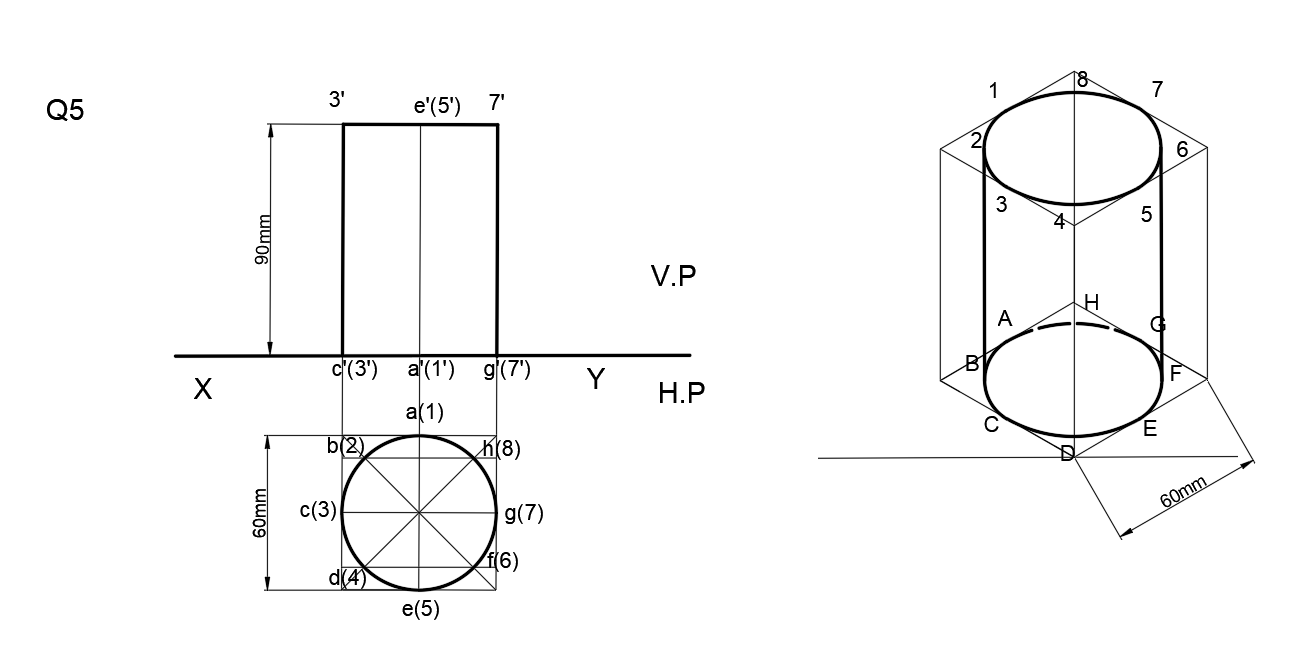 Q5
3'
e'(5')
7'
90mm
V.P
c'(3')
a'(1')
g'(7')
X
Y
H.P
a(1)
b(2)
h(8)
c(3)
g(7)
60mm
d(4)
f(6)
e(5)
8
1
7
2
6
3
4
5
H
A
G
B
F
C
E
D
60mm